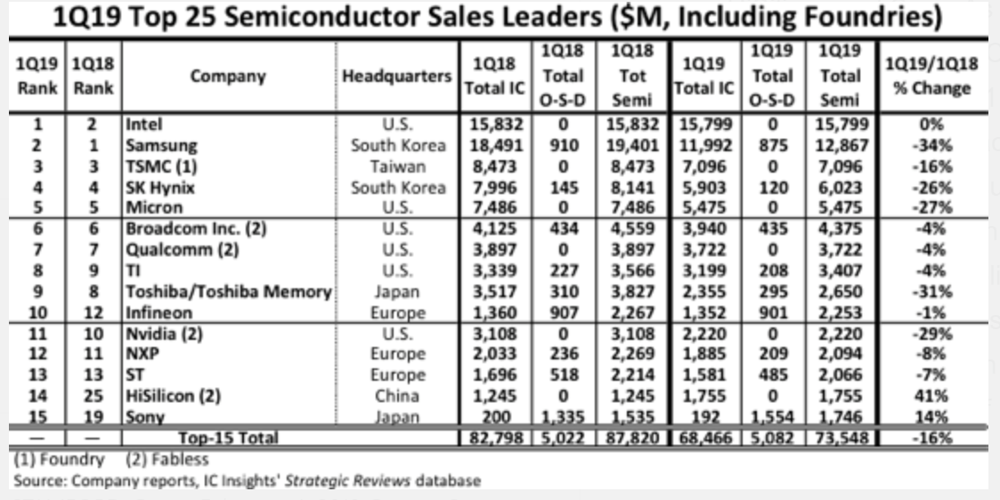 1Q19 Top 25 Semiconductor Sales Leaders ($M, Including Foundries)
1Q19 Rank 1Q18 Rank Company Headquarters 1Q18 Total IC 1Q18 Total O-S-D 1Q18 Tot Semi 1Q19 Total IC 1Q19 Total O-S-D 1Q19 Total Semi 1Q19/1Q18 % Change
1 2 Intel U.S. 15,832 0 15,832 15,799 0 15,799 0%
2 1 Samsung South Korea 18,491 910 19,401 11,992 875 12,867 -34%
3 3 TSMC (1) Taiwan 8,473 0 8,473 7,096 0 7,096 -16%
4 4 SK Hynix South Korea 7,996 145 8,141 5,903 120 6,023 -26%
5 5 Micron U.S. 7,486 0 7,486 5,475 0 5,475 -27%
6 6 Broadcom Inc. (2) U.S. 4,125 434 4,559 3,940 435 4,375 -4%
7 7 Qualcomm (2) U.S. 3,897 0 3,897 3,722 0 3,722 -4%
8 9 TI U.S. 3,339 227 3,566 3,199 208 3,407 -4%
9 8 Toshiba/Toshiba Memory Japan 3,517 310 3,827 2,355 295 2,650 -31%
10 12 Infineon Europe 1,360 907 2,267 1,352 901 2,253 -1%
11 10 Nvidia (2) U.S. 3,108 0 3,108 2,220 0 2,220 -29%
12 11 NXP Europe 2,033 236 2,269 1,885 209 2,094 -8%
13 13 ST Europe 1,696 518 2,214 1,581 485 2,066 -7%
14 25 HiSilicon (2) China 1,245 0 1,245 1,755 0 1,755 41%
15 19 Sony Japan 200 1,335 1,535 192 1,554 1,746 14%
— — Top-15 Total 82,798 5,022 87,820 68,466 5,082 73,548 -16%
(1) Foundry (2) Fabless
Source: Company reports, IC Insights' Strategic Reviews database